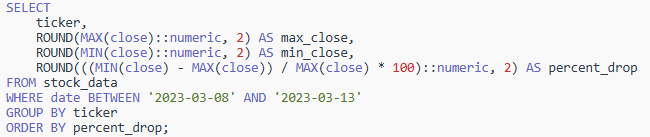 SELECT
    ticker,
    ROUND(MAX(close)::numeric, 2) AS max_close,
    ROUND(MIN(close)::numeric, 2) AS min_close,
    ROUND(((MIN(close) - MAX(close)) / MAX(close) * 100)::numeric, 2) AS percent_drop
FROM stock_data
WHERE date BETWEEN '2023-03-08' AND '2023-03-13'
GROUP BY ticker
ORDER BY percent_drop;